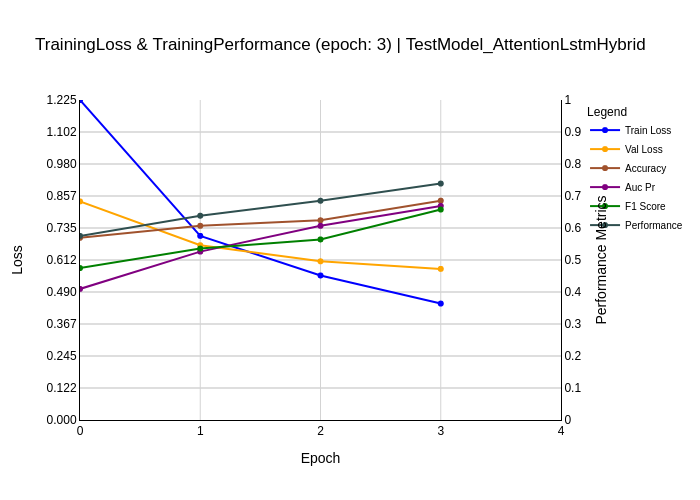 TrainingLoss & TrainingPerformance (epoch: 3) | TestModel_AttentionLstmHybrid
Legend
Train Loss
Val Loss
Accuracy
Auc Pr
F1 Score
Performance
1.225
1.102
0.980
0.857
0.735
0.612
0.490
0.367
0.245
0.122
0.000
Loss
1
0.9
0.8
0.7
0.6
0.5
0.4
0.3
0.2
0.1
0
Performance Metrics
0 1 2 3 4
Epoch